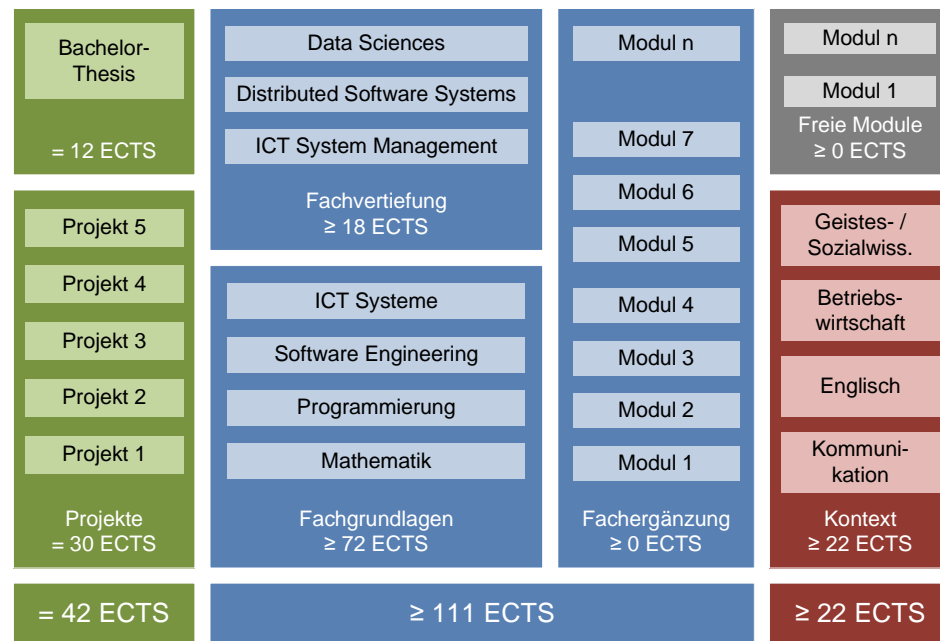 Bachelor-
Thesis
= 12 ECTS
Projekt 5
Projekt 4
Projekt 3
Projekt 2
Projekt 1
Projekte
= 30 ECTS
= 42 ECTS
Data Sciences
Distributed Software Systems
ICT System Management
Fachvertiefung
≥ 18 ECTS
ICT Systeme
Software Engineering
Programmierung
Mathematik
Fachgrundlagen
≥ 72 ECTS
Modul n
Modul 7
Modul 6
Modul 5
Modul 4
Modul 3
Modul 2
Modul 1
Fachergänzung
≥ 0 ECTS
≥ 111 ECTS
Modul n
Modul 1
Freie Module
≥ 0 ECTS
Geistes- /
Sozialwiss.
Betriebs-
wirtschaft
Englisch
Kommuni-
kation
Kontext
≥ 22 ECTS
≥ 22 ECTS